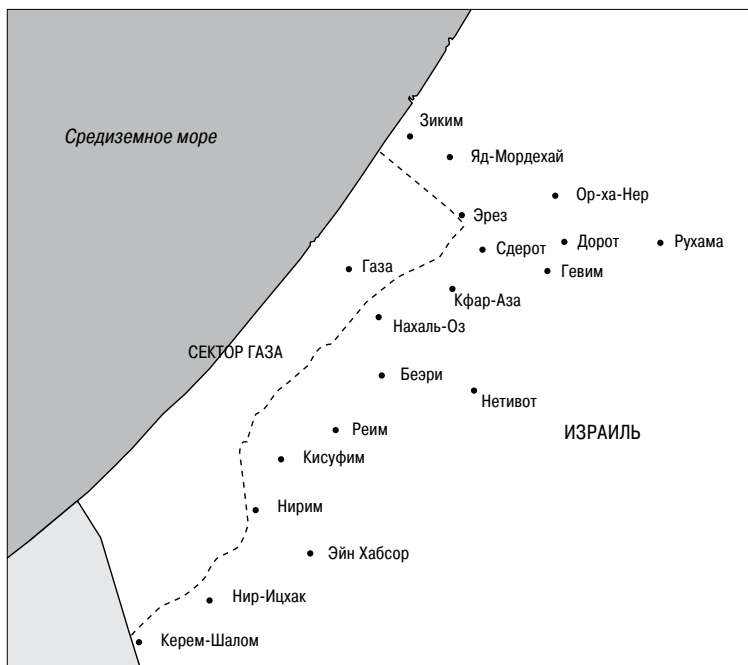 Зиким
Средиземное море
Яд-Мордехай
Ор-ха-Нер
Эрез
Сдерот
Дорот
Рухама
Газа
Гевим
Кфар-Аза
Нахаль-Оз
СЕКТОР ГАЗА
Беэри
Нетивот
Реим
ИЗРАИЛЬ
Кисуфим
Нирим
Эйн Хабсор
Нир-Ицхак
Керем-Шалом